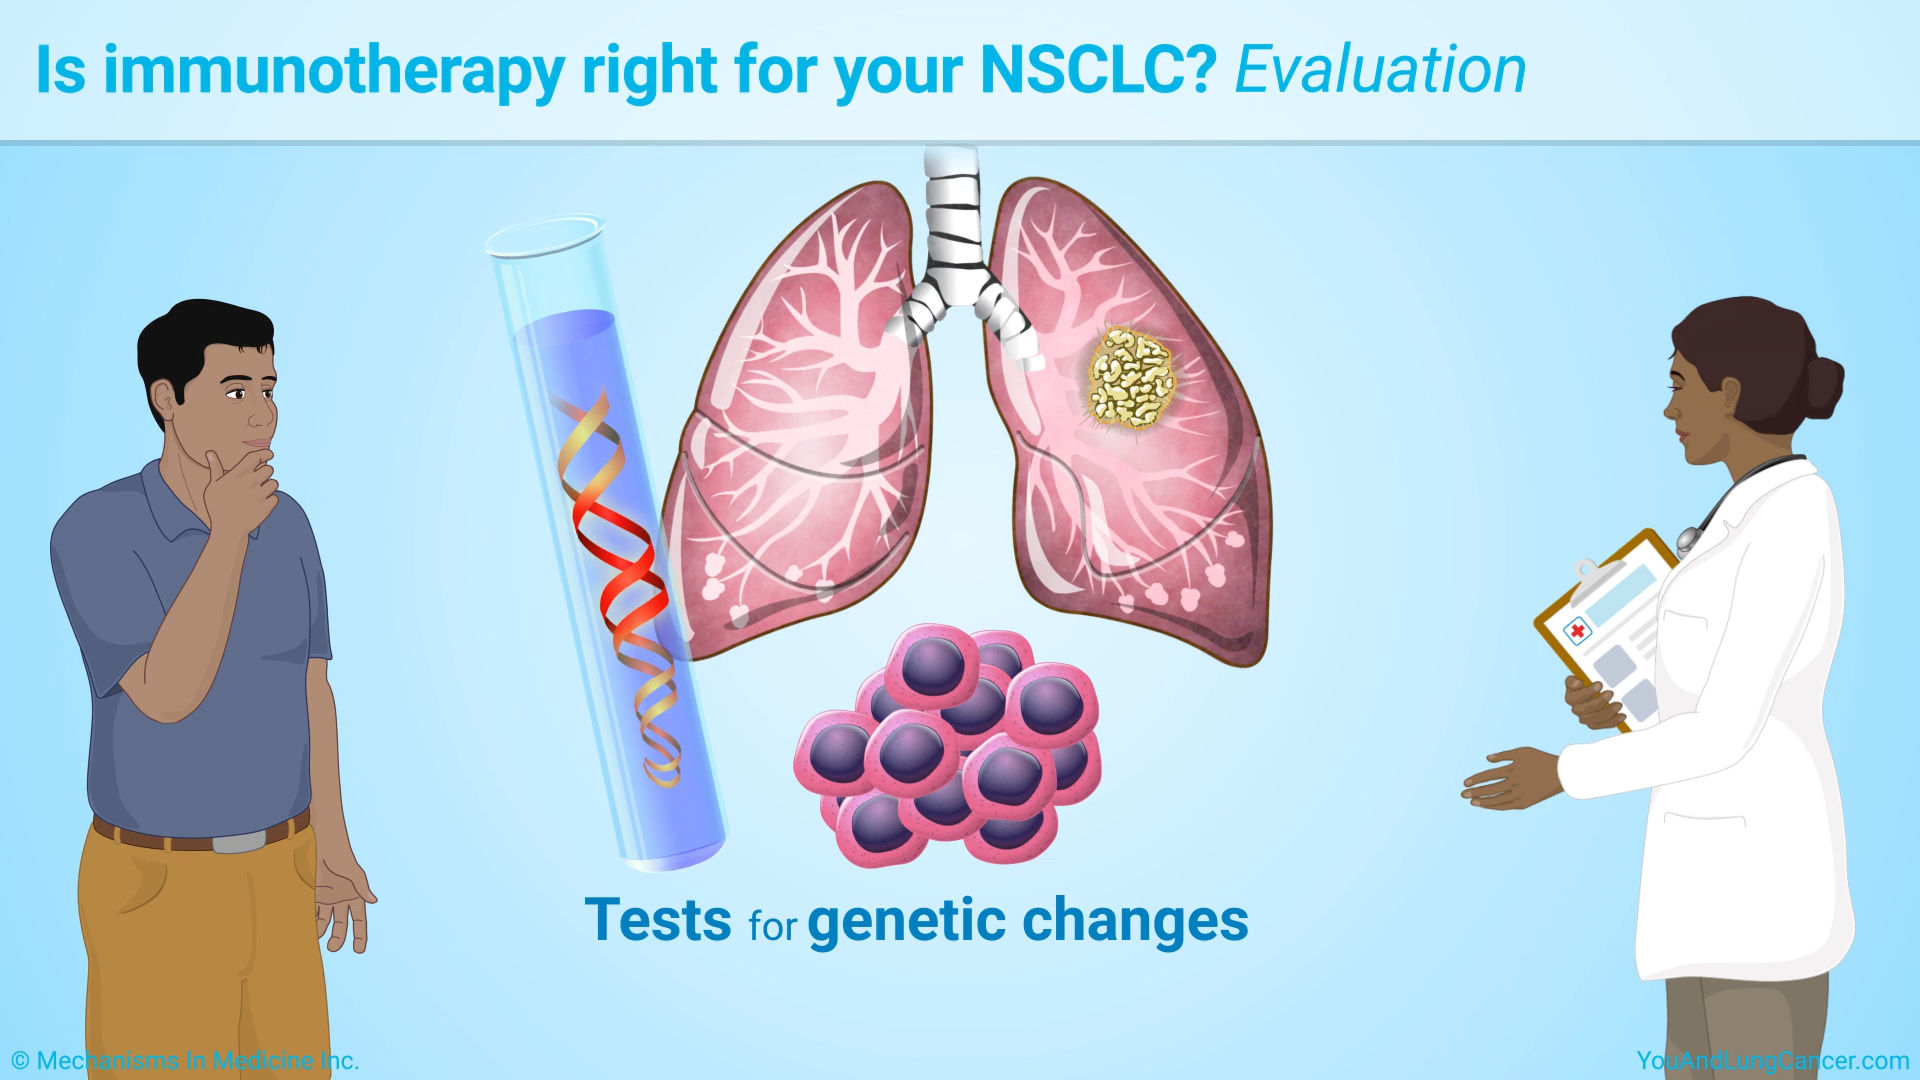 Is immunotherapy right for your NSCLC? Evaluation
Tests for genetic changes
© Mechanisms In Medicine Inc.
YouAndLungCancer.com